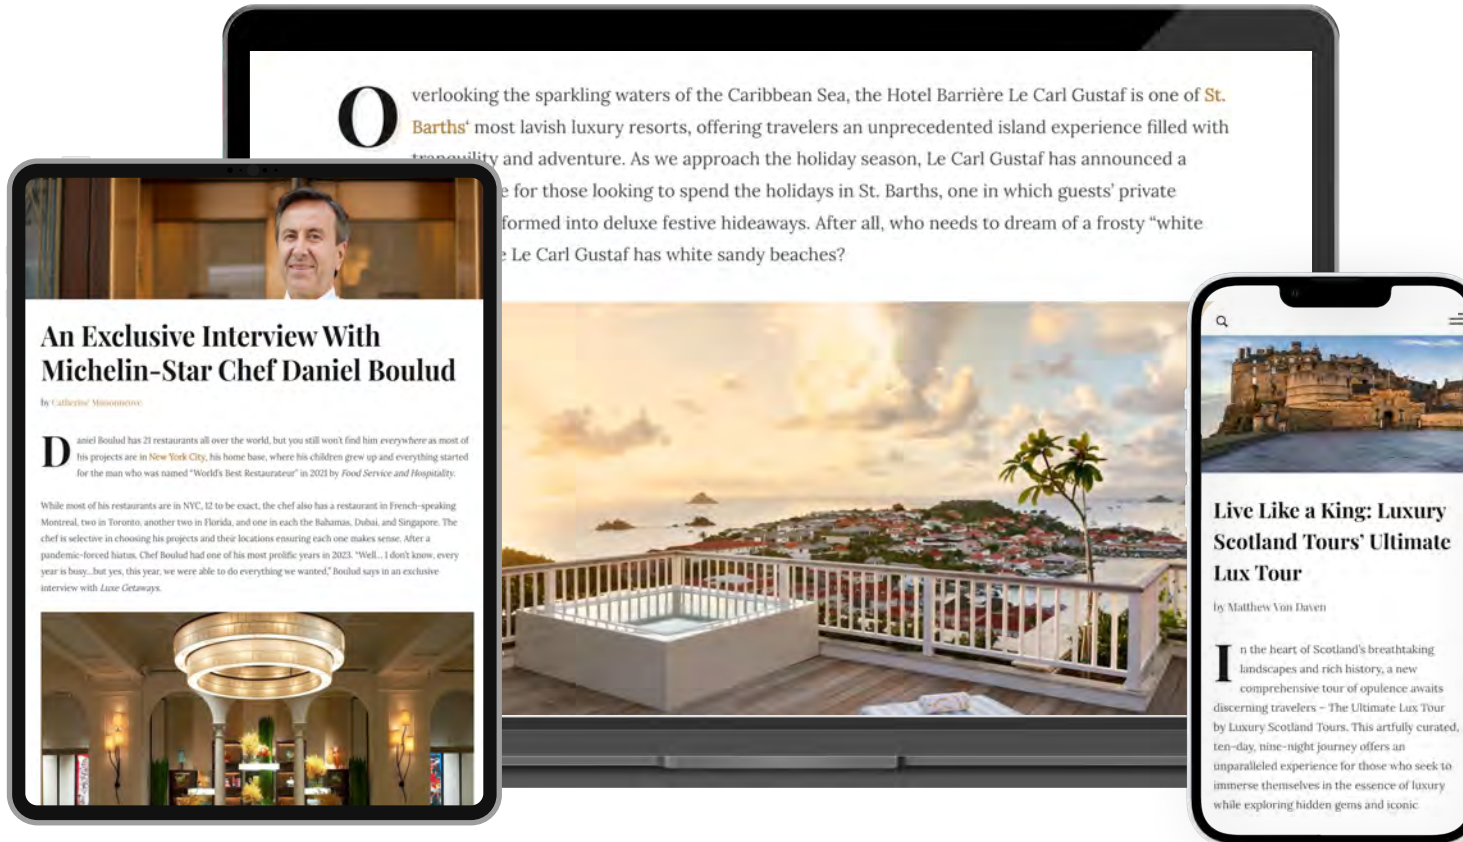 Overlooking the sparkling waters of the Caribbean Sea, the Hotel Barrière Le Carl Gustaf is one of St.
Barths‘ most lavish luxury resorts, offering travelers an unprecedented island experience filled with
tranquility and adventure. As we approach the holiday season, Le Carl Gustaf has announced a
for those looking to spend the holidays in St. Barths, one in which guests’ private
formed into deluxe festive hideaways. After all, who needs to dream of a frosty “white
Le Carl Gustaf has white sandy beaches?
An Exclusive Interview With
Michelin-Star Chef Daniel Boulud
by Catherine Maisonneuve
Daniel Boulud has 21 restaurants all over the world, but you still won’t find him everywhere as most of
his projects are in New York City, his home base, where his children grew up and everything started
for the man who was named “World’s Best Restaurateur” in 2021 by Food Service and Hospitality.
While most of his restaurants are in NYC, 12 to be exact, the chef also has a restaurant in French-speaking
Montreal, two in Toronto, another two in Florida, and one in each the Bahamas, Dubai, and Singapore. The
chef is selective in choosing his projects and their locations ensuring each one makes sense. After a
pandemic-forced hiatus, Chef Boulud had one of his most prolific years in 2023. “Well... I don’t know, every
year is busy...but yes, this year, we were able to do everything we wanted,” Boulud says in an exclusive
interview with Luxe Getaways.
Live Like a King: Luxury
Scotland Tours’ Ultimate
Lux Tour
by Matthew Von Daven
In the heart of Scotland’s breathtaking
landscapes and rich history, a new
comprehensive tour of opulence awaits
discerning travelers – The Ultimate Lux Tour
by Luxury Scotland Tours. This artfully curated,
ten-day, nine-night journey offers an
unparalleled experience for those who seek to
immerse themselves in the essence of luxury
while exploring hidden gems and iconic